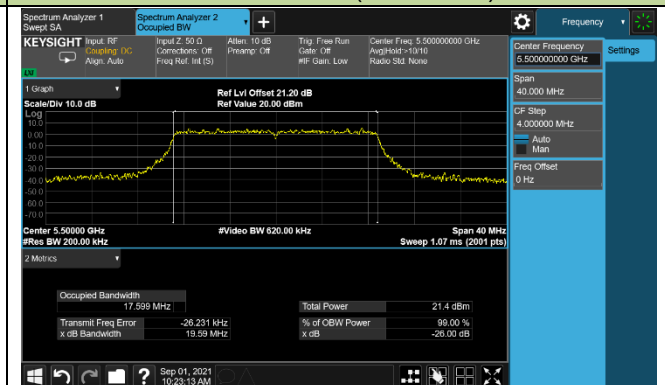 Spectrum Analyzer 1
Swept SA
Spectrum Analyzer 2
Occupied BW
Frequency
KEYSIGHT
Input: RF
Coupling: DC
Align: Auto
Input Z: 50 Ω
Corrections: Off
Freq Ref: Int (S)
Atten: 10 dB
Preamp: Off
Trig: Free Run
Gate: Off
#IF Gain: Low
Center Freq: 5.500000000 GHz
Avg|Hold:>10/10
Radio Std: None
Center Frequency
5.500000000 GHz
Settings
Span
40.000 MHz
CF Step
4.000000 MHz
Auto
Man
Freq Offset
0 Hz
1 Graph
Scale/Div 10.0 dB
Ref Lvl Offset 21.20 dB
Ref Value 20.00 dBm
Log
10.0
0.00
-10.0
-20.0
-30.0
-40.0
-50.0
-60.0
-70.0
Center 5.50000 GHz
#Res BW 200.00 kHz
#Video BW 620.00 kHz
Span 40 MHz
Sweep 1.07 ms (2001 pts)
2 Metrics
Occupied Bandwidth
17.599 MHz
Total Power 21.4 dBm
Transmit Freq Error -26.231 kHz
% of OBW Power 99.00 %
x dB Bandwidth 19.59 MHz
x dB -26.00 dB
Sep 01, 2021
10:23:13 AM